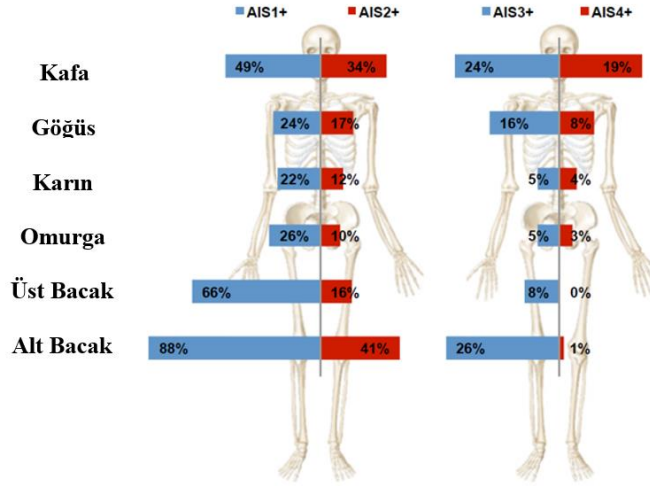 AIS1+ AIS2+ AIS3+ AIS4+
Kafa 49% 34% 24% 19%
Göğüs 24% 17% 16% 8%
Karın 22% 12% 5% 4%
Omurga 26% 10% 5% 3%
Üst Bacak 66% 16% 8% 0%
Alt Bacak 88% 41% 26% 1%